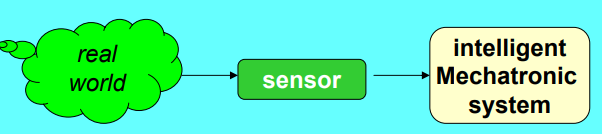 real
world
sensor
intelligent
Mechatronic
system